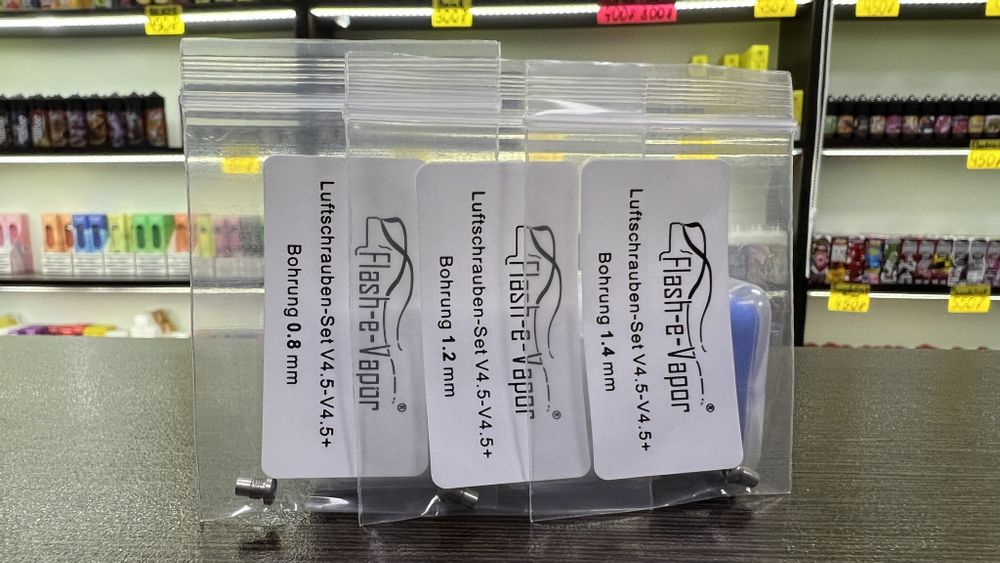 Flash-e-Vapor®
Luftschrauben-Set V4.5-V4.5+
Bohrung 0.8 mm
Flash-e-Vapor®
Luftschrauben-Set V4.5-V4.5+
Bohrung 1.2 mm
Flash-e-Vapor®
Luftschrauben-Set V4.5-V4.5+
Bohrung 1.4 mm